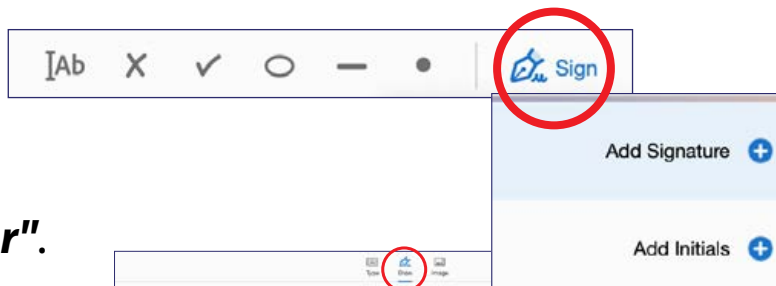 IAb Sign
Add Signature
Add Initials
r".
Type Draw Image